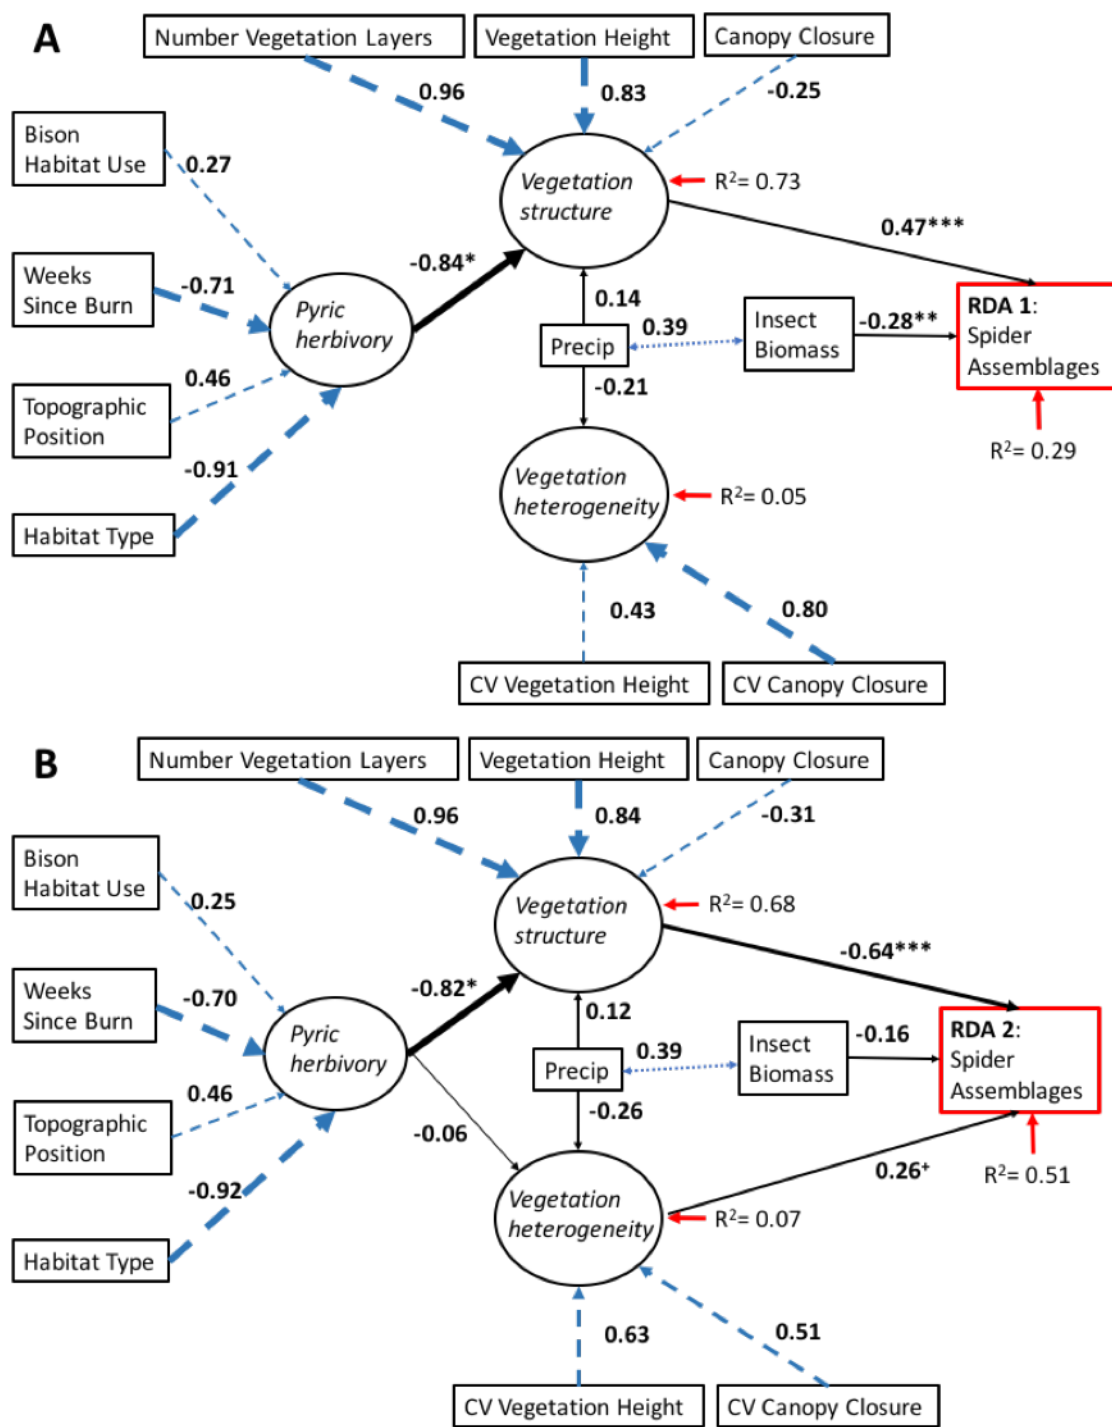 A
Number Vegetation Layers
Vegetation Height
Canopy Closure
0.96
0.83
-0.25
Bison
Habitat Use
0.27
Vegetation
structure
R²= 0.73
0.47***
Weeks
Since Burn
-0.71
-0.84*
Pyric
herbivory
0.14
Precip
0.39
Insect
Biomass
-0.28**
RDA 1:
Spider
Assemblages
-0.21
Topographic
Position
0.46
R²= 0.29
-0.91
Vegetation
heterogeneity
R²= 0.05
Habitat Type
0.43
0.80
CV Vegetation Height
CV Canopy Closure
B
Number Vegetation Layers
Vegetation Height
Canopy Closure
0.96
0.84
-0.31
Bison
Habitat Use
0.25
Vegetation
structure
R²= 0.68
-0.64***
Weeks
Since Burn
-0.70
-0.82*
Pyric
herbivory
0.12
Precip
0.39
Insect
Biomass
-0.16
RDA 2:
Spider
Assemblages
-0.26
Topographic
Position
0.46
-0.06
0.26⁺
R²= 0.51
-0.92
Vegetation
heterogeneity
R²= 0.07
Habitat Type
0.63
0.51
CV Vegetation Height
CV Canopy Closure